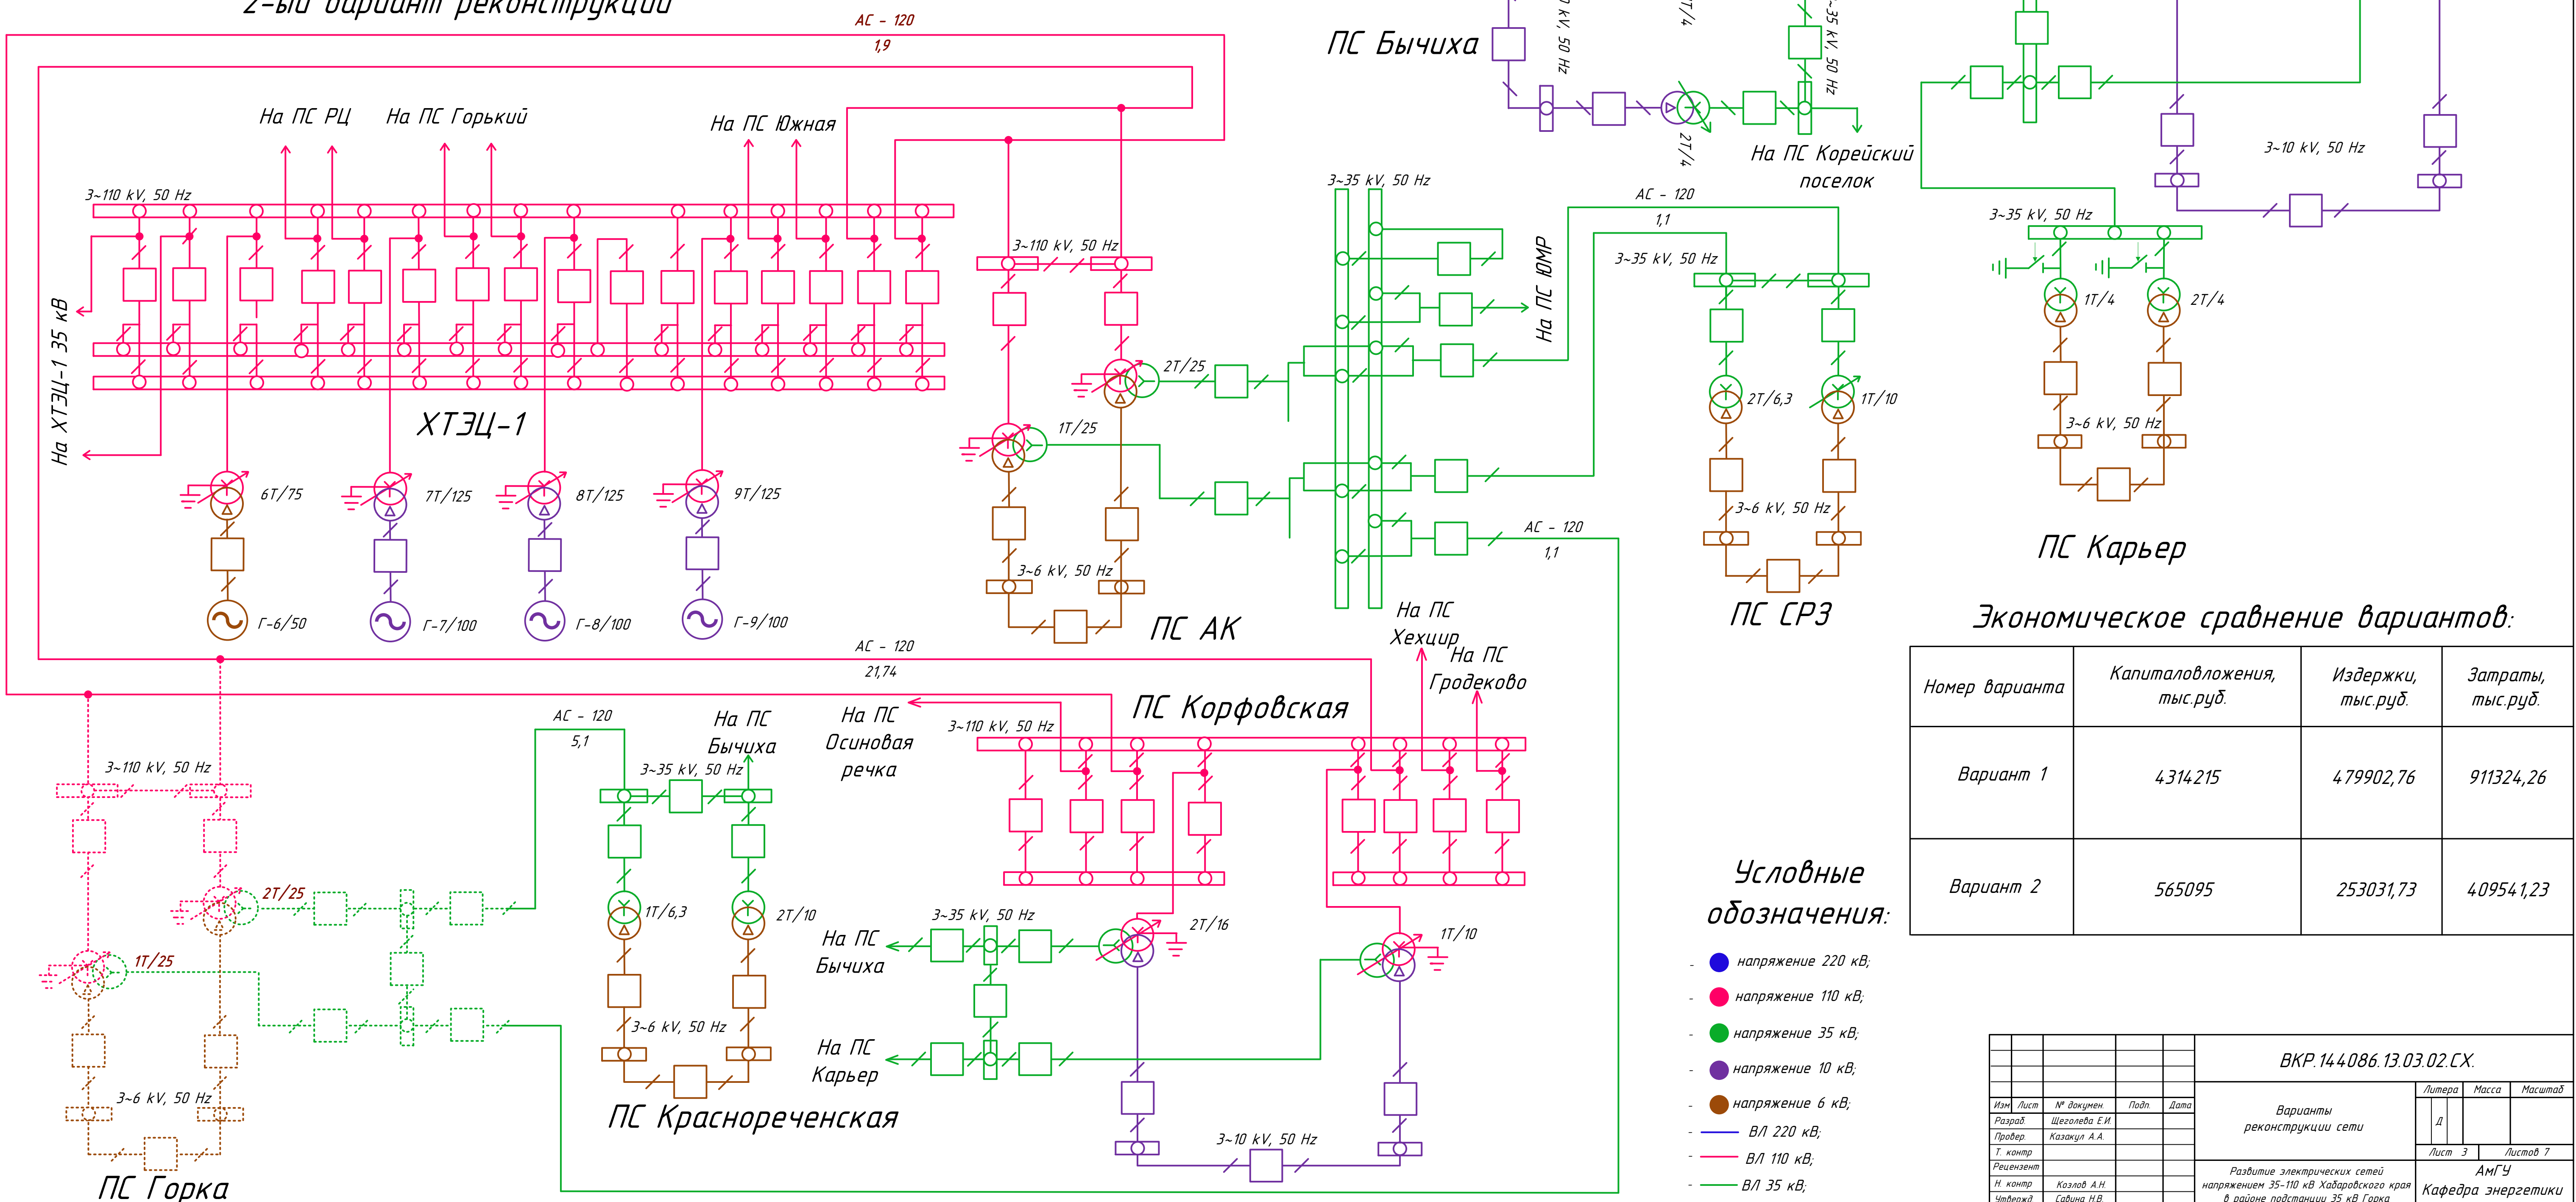 2-ый вариант реконструкции
АС - 120
1,9
На ПС РЦ
На ПС Горький
На ПС Южная
3~110 kV, 50 Hz
На ХТЭЦ-1 35 кВ
ХТЭЦ-1
6Т/75
7Т/125
8Т/125
9Т/125
Г-6/50
Г-7/100
Г-8/100
Г-9/100
3~110 kV, 50 Hz
2Т/25
1Т/25
3~6 kV, 50 Hz
ПС АК
ПС Бычиха
kV, 50 Hz
2Т/4
~35 kV, 50 Hz
На ПС Корейский
поселок
3~35 kV, 50 Hz
На ПС ЮМР
АС - 120
1,1
3~35 kV, 50 Hz
2Т/6,3
1Т/10
3~6 kV, 50 Hz
ПС СРЗ
АС - 120
1,1
3~10 kV, 50 Hz
3~35 kV, 50 Hz
1Т/4
2Т/4
3~6 kV, 50 Hz
ПС Карьер
АС - 120
21,74
3~110 kV, 50 Hz
2Т/25
1Т/25
3~6 kV, 50 Hz
ПС Горка
АС - 120
5,1
На ПС
Бычиха
3~35 kV, 50 Hz
1Т/6,3
2Т/10
3~6 kV, 50 Hz
ПС Краснореченская
На ПС
Осиновая
речка
ПС Корфовская
3~110 kV, 50 Hz
На ПС
Хехцир
На ПС
Гродеково
3~35 kV, 50 Hz
На ПС
Бычиха
На ПС
Карьер
2Т/16
1Т/10
3~10 kV, 50 Hz
Экономическое сравнение вариантов:
Номер варианта
Капиталовложения,
тыс.руб.
Издержки,
тыс.руб.
Затраты,
тыс.руб.
Вариант 1 4314215 479902,76 911324,26
Вариант 2 565095 253031,73 409541,23
Условные
обозначения:
- напряжение 220 кВ;
- напряжение 110 кВ;
- напряжение 35 кВ;
- напряжение 10 кВ;
- напряжение 6 кВ;
- ВЛ 220 кВ;
- ВЛ 110 кВ;
- ВЛ 35 кВ;
ВКР.144086.13.03.02.СХ.
Изм Лист № докумен. Подп. Дата
Разраб. Щеголева Е.И.
Провер. Казакул А.А.
Т. контр
Рецензент
Н. контр Козлов А.Н.
Утвержд Савина Н.В.
Варианты
реконструкции сети
Литера Масса Масштаб
Д
Лист 3 Листов 7
Развитие электрических сетей
напряжением 35-110 кВ Хабаровского края
в районе подстанции 35 кВ Горка
АмГУ
Кафедра энергетики